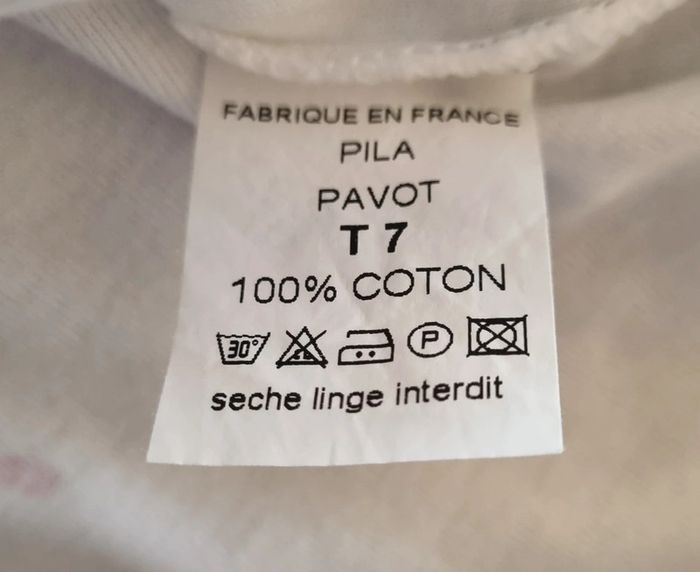 FABRIQUE EN FRANCE
PILA
PAVOT
T 7
100% COTON
30° P
seche linge interdit